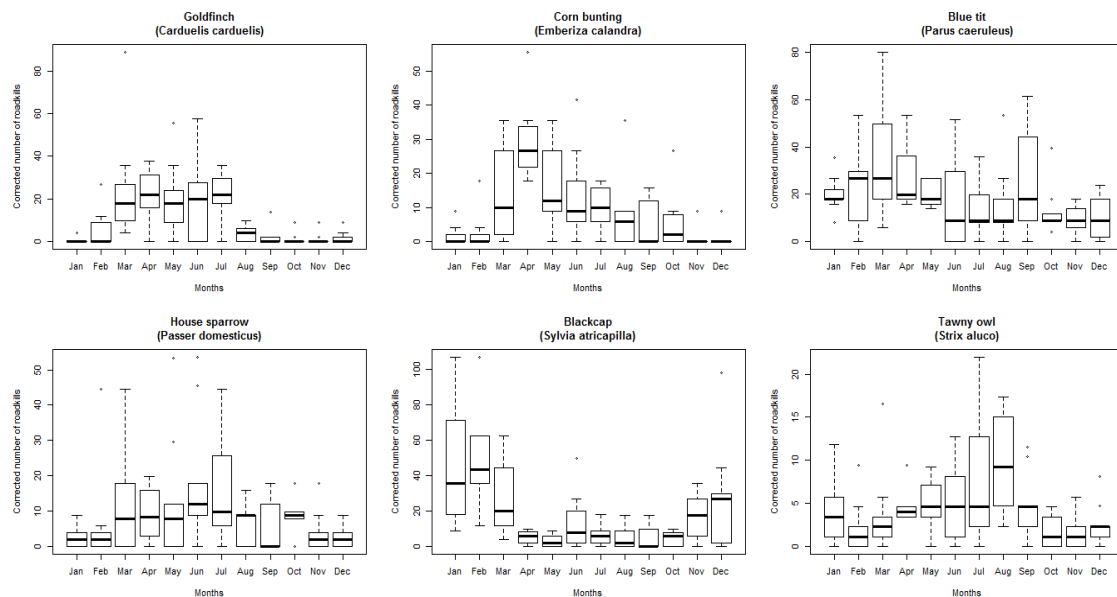 Goldfinch
(Carduelis carduelis)
Corrected number of roadkills
80
60
40
20
0
Jan Feb Mar Apr May Jun Jul Aug Sep Oct Nov Dec
Months
Corn bunting
(Emberiza calandra)
Corrected number of roadkills
50
40
30
20
10
0
Jan Feb Mar Apr May Jun Jul Aug Sep Oct Nov Dec
Months
Blue tit
(Parus caeruleus)
Corrected number of roadkills
80
60
40
20
0
Jan Feb Mar Apr May Jun Jul Aug Sep Oct Nov Dec
Months
House sparrow
(Passer domesticus)
Corrected number of roadkills
50
40
30
20
10
0
Jan Feb Mar Apr May Jun Jul Aug Sep Oct Nov Dec
Months
Blackcap
(Sylvia atricapilla)
Corrected number of roadkills
100
80
60
40
20
0
Jan Feb Mar Apr May Jun Jul Aug Sep Oct Nov Dec
Months
Tawny owl
(Strix aluco)
Corrected number of roadkills
20
15
10
5
0
Jan Feb Mar Apr May Jun Jul Aug Sep Oct Nov Dec
Months